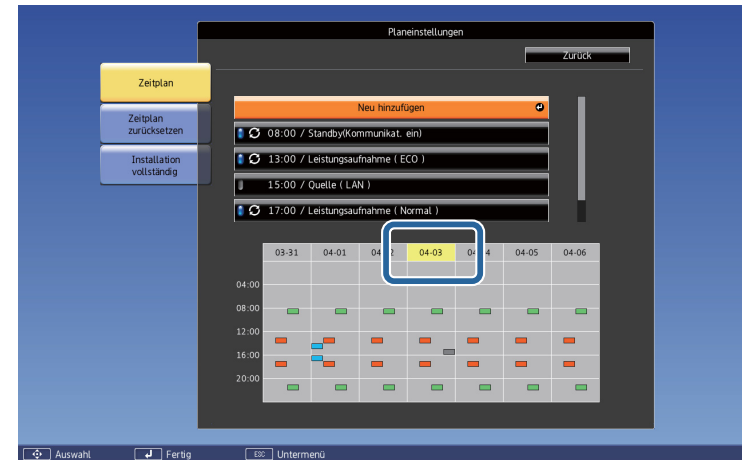 Planeinstellungen
Zurück
Zeitplan
Zeitplan
zurücksetzen
Installation
vollständig
Neu hinzufügen
08:00 / Standby(Kommunikat. ein)
13:00 / Leistungsaufnahme ( ECO )
15:00 / Quelle ( LAN )
17:00 / Leistungsaufnahme ( Normal )
03-31 04-01 04-03 04-05 04-06
04:00
08:00
12:00
16:00
20:00
Auswahl Fertig ESC Untermenü